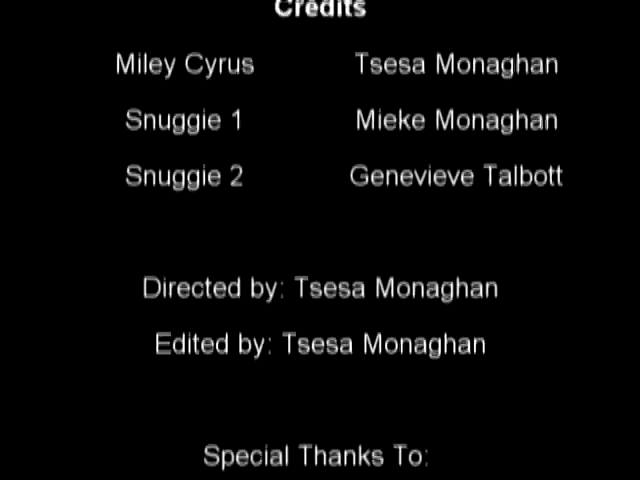 Credits
Miley Cyrus Tsesa Monaghan
Snuggie 1 Mieke Monaghan
Snuggie 2 Genevieve Talbott
Directed by: Tsesa Monaghan
Edited by: Tsesa Monaghan
Special Thanks To: